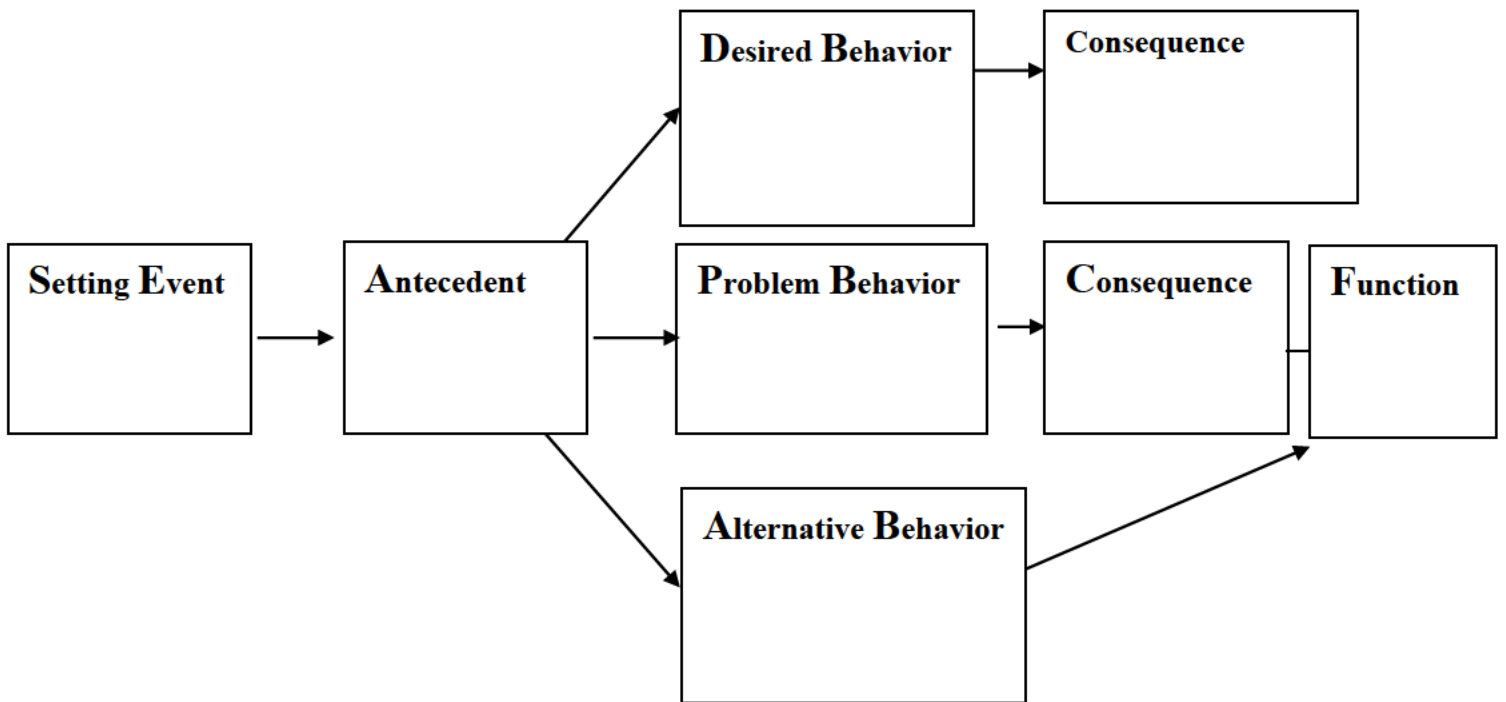 Desired Behavior
Consequence
Setting Event
Antecedent
Problem Behavior
Consequence
Function
Alternative Behavior